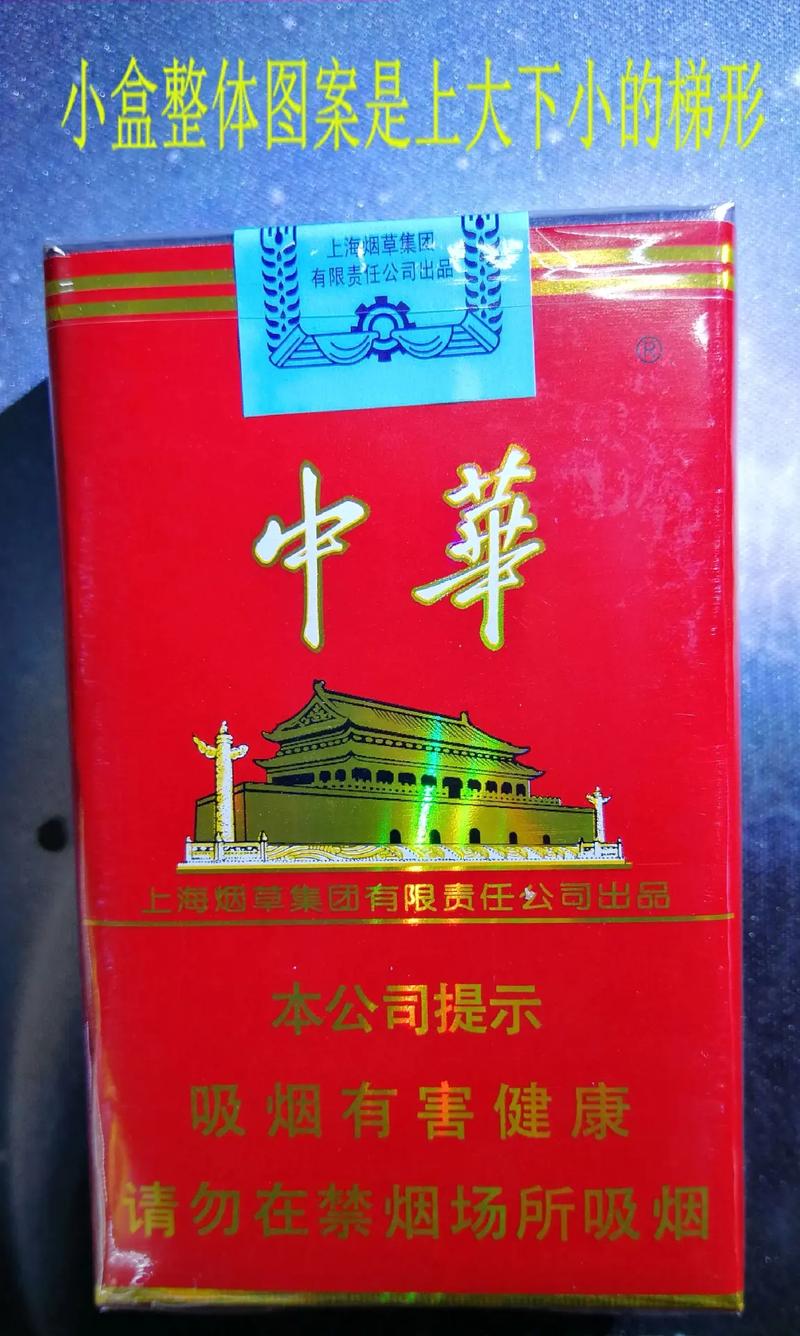 小盒整体图案是上大下小的梯形
上海烟草集团
有限责任公司出品
®
中華
上海烟草集团有限责任公司出品
本公司提示
吸烟有害健康
请勿在禁烟场所吸烟